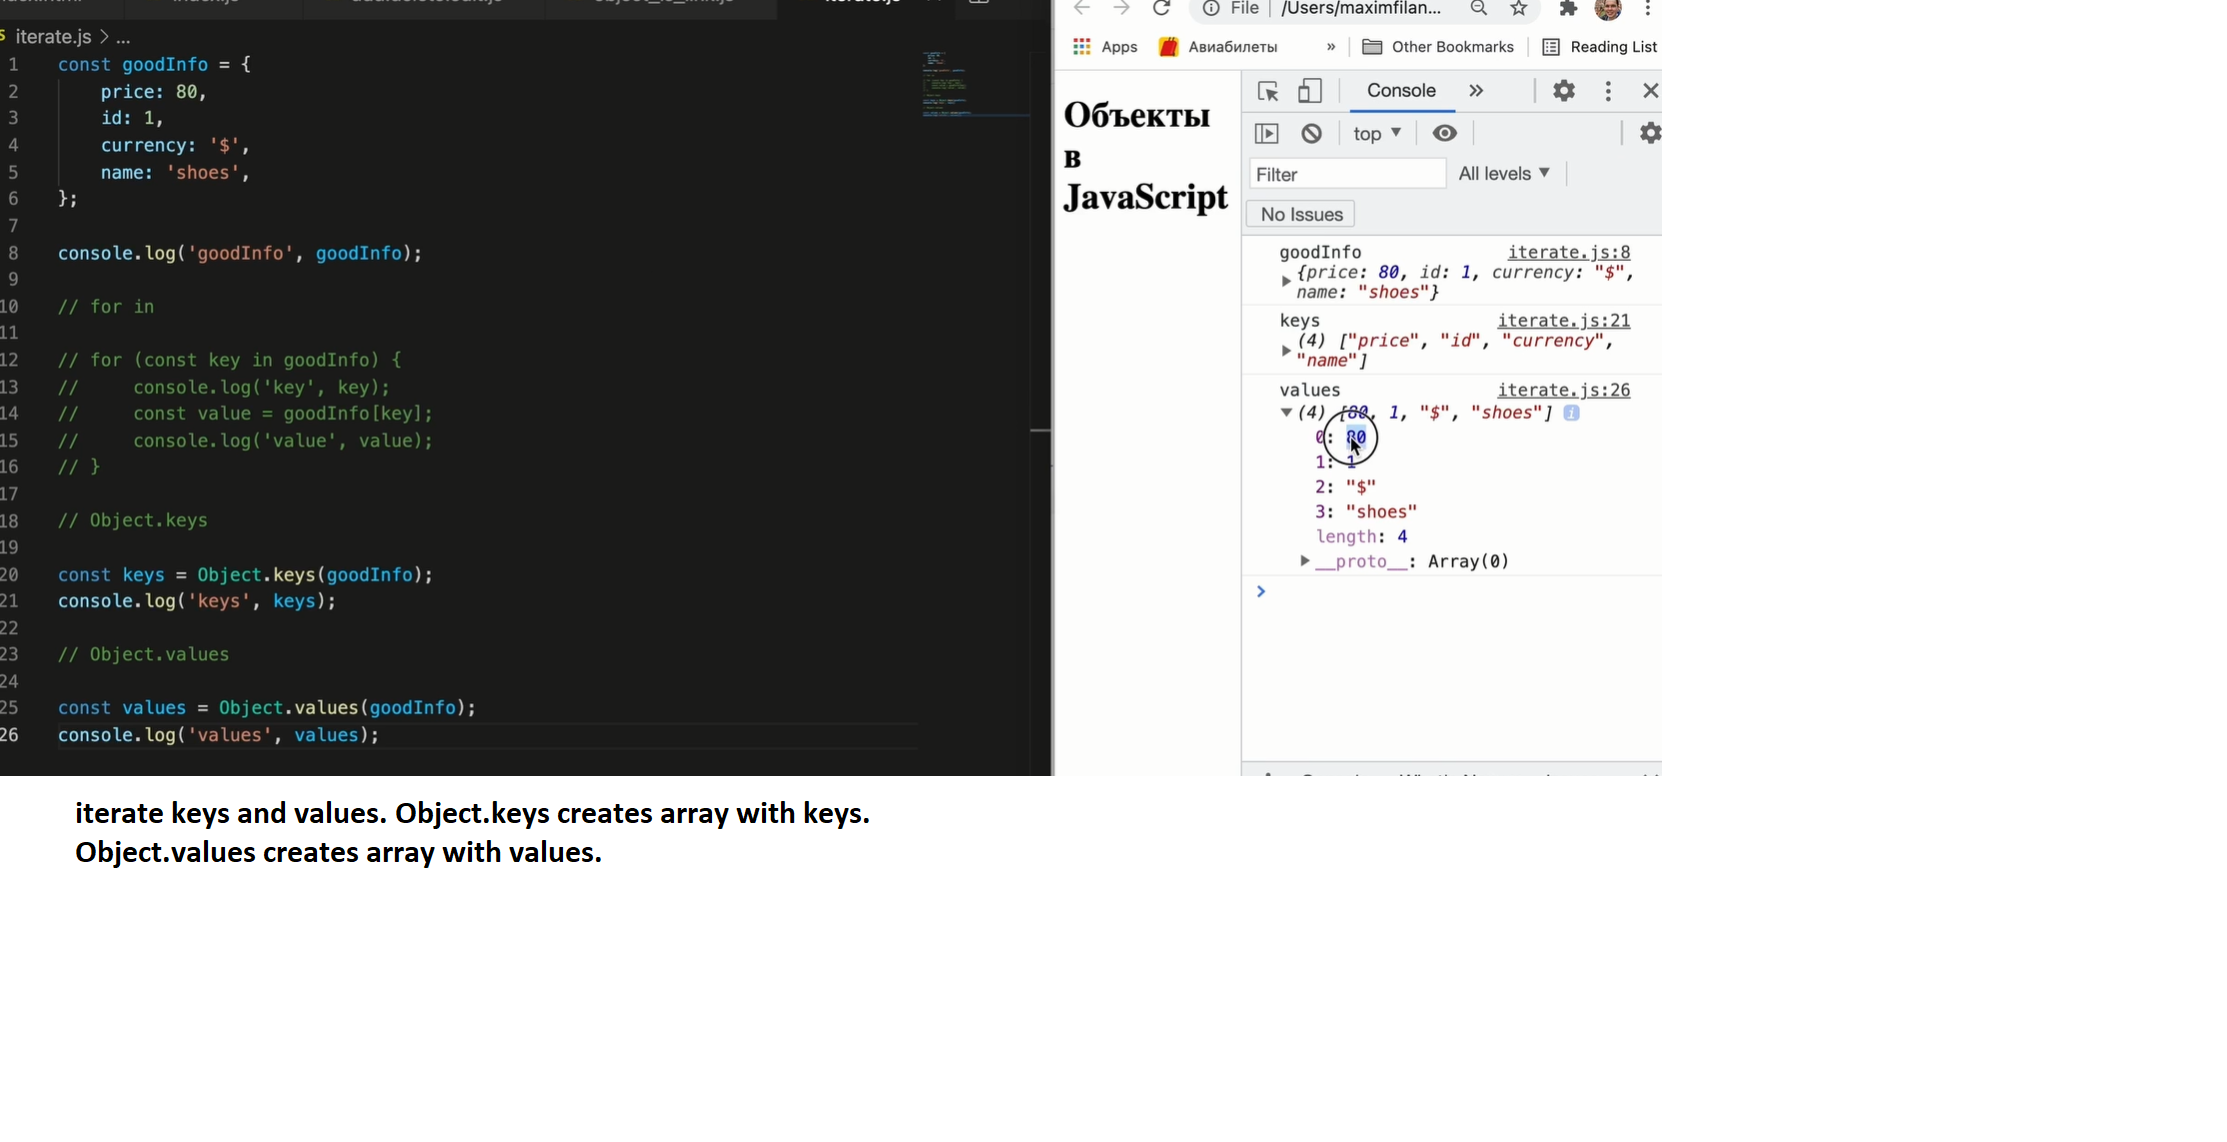 iterate.js > ...
1 const goodInfo = {
2 price: 80,
3 id: 1,
4 currency: '$',
5 name: 'shoes',
6 };
7
8 console.log('goodInfo', goodInfo);
9
10 // for in
11
12 // for (const key in goodInfo) {
13 // console.log('key', key);
14 // const value = goodInfo[key];
15 // console.log('value', value);
16 // }
17
18 // Object.keys
19
20 const keys = Object.keys(goodInfo);
21 console.log('keys', keys);
22
23 // Object.values
24
25 const values = Object.values(goodInfo);
26 console.log('values', values);
File | /Users/maximfilan...
Apps Авиабилеты » Other Bookmarks Reading List
Объекты
в
JavaScript
Console »
top
Filter All levels
No Issues
goodInfo iterate.js:8
{price: 80, id: 1, currency: "$",
name: "shoes"}
keys iterate.js:21
(4) ["price", "id", "currency",
"name"]
values iterate.js:26
(4) [80, 1, "$", "shoes"] i
0: 80
1: 1
2: "$"
3: "shoes"
length: 4
__proto__: Array(0)
>
iterate keys and values. Object.keys creates array with keys.
Object.values creates array with values.